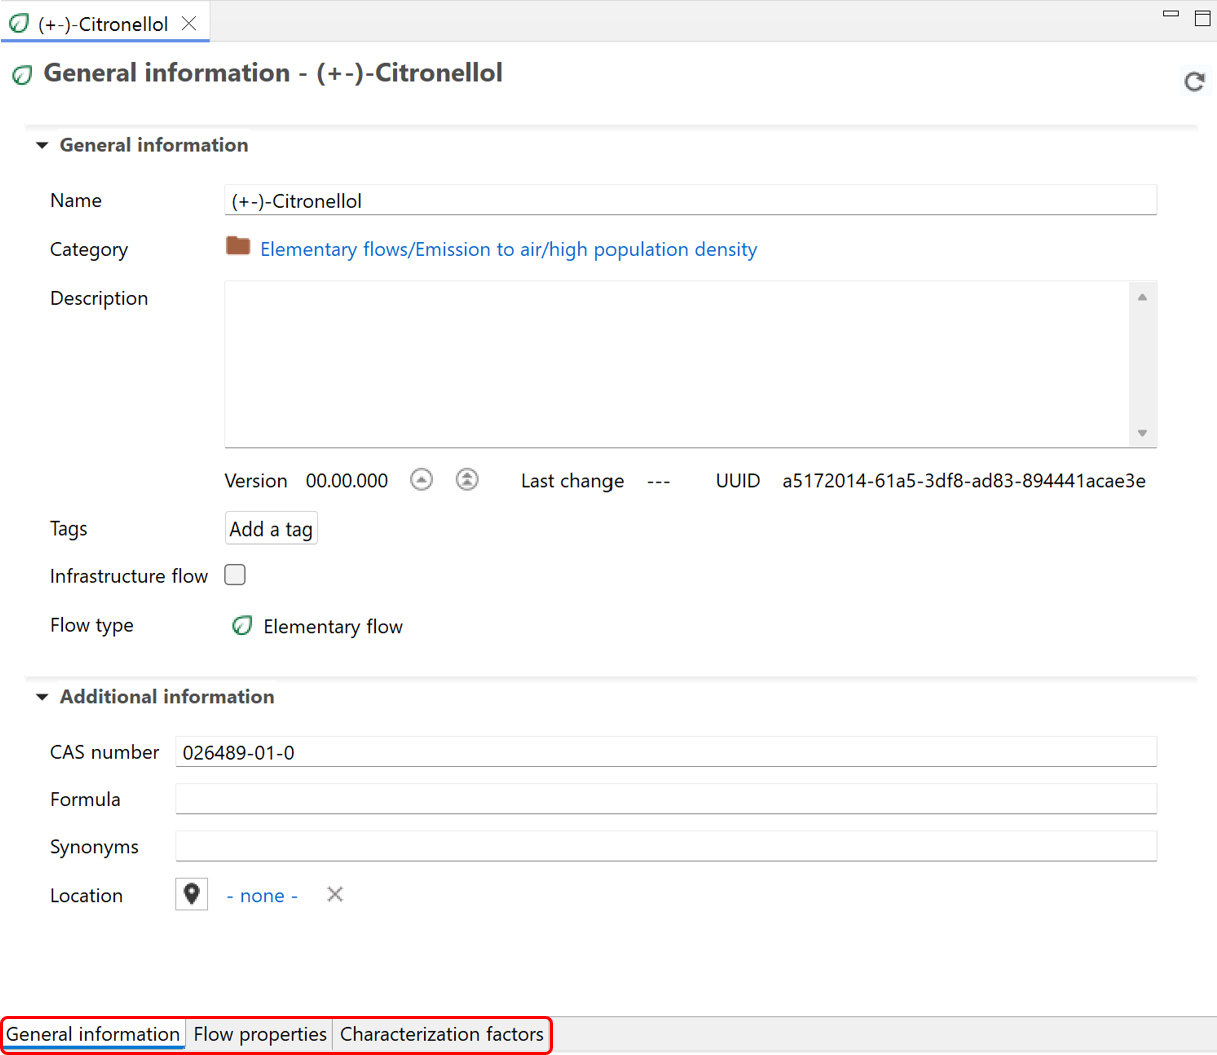 (+-)-Citronellol
General information - (+-)-Citronellol
General information
Name (+-)-Citronellol
Category Elementary flows/Emission to air/high population density
Description
Version 00.00.000 Last change --- UUID a5172014-61a5-3df8-ad83-894441acae3e
Tags Add a tag
Infrastructure flow
Flow type Elementary flow
Additional information
CAS number 026489-01-0
Formula
Synonyms
Location - none -
General information Flow properties Characterization factors